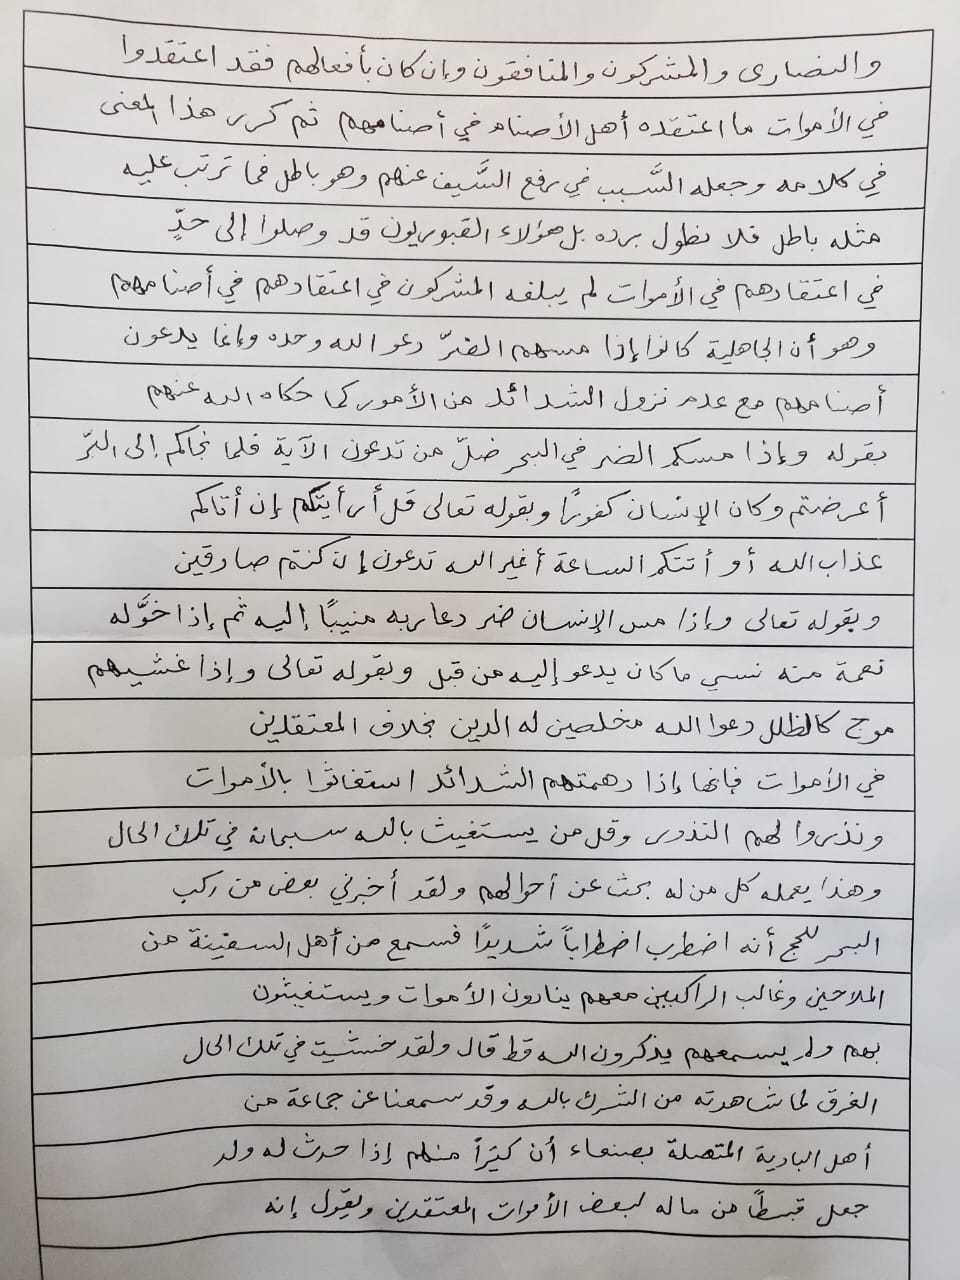 والنصارى والمشركون والمنافقون وإن كان بأفعالهم فقد اعتقدوا
في الأموات ما اعتقده أهل الأصنام في أصنامهم ثم كرر هذا المعنى
في كلامه وجعله السَّبب في رفع السَّيف عنهم وهو باطل فما ترتب عليه
مثله باطل فلا نطول برده بل هؤلاء القبوريون قد وصلوا إلى حدٍّ
في اعتقادهم في الأموات لم يبلغه المشركون في اعتقادهم في أصنامهم
وهو أن الجاهلية كانوا إذا مسهم الضرّ دعو الله وحده وإنما يدعون
أصنامهم مع عدم نزول الشدائد من الأمور كما حكاه الله عنهم
بقوله وإذا مسكم الضر في البحر ضلّ من تدعون الآية فلما نجاكم إلى البرّ
أعرضتم وكان الإنسان كفورًا وبقوله تعالى قل أرأيتكم إن أتاكم
عذاب الله أو أتتكم الساعة أغير الله تدعون إن كنتم صادقين
وبقوله تعالى وإذا مس الإنسان ضر دعا ربه منيبًا إليه ثم إذا خوَّله
نعمة منه نسي ما كان يدعو إليه من قبل وبقوله تعالى وإذا غشيهم
موج كالظلل دعوا الله مخلصين له الدين بخلاف المعتقدين
في الأموات فإنها إذا دهمتهم الشدائد استغاثوا بالأموات
ونذروا لهم النذور وقل من يستغيث بالله سبحانه في تلك الحال
وهذا يعمله كل من له بحث عن أحوالهم ولقد أخبرني بعض من ركب
البحر للحج أنه اضطرب اضطراباً شديدًا فسمع من أهل السفينة من
الملاحين وغالب الراكبين معهم ينادون الأموات ويستغيثون
بهم ولم يسمعهم يذكرون الله قط قال ولقد خشيت في تلك الحال
الغرق لما شاهدته من الشرك بالله وقد سمعنا عن جماعة من
أهل البادية المتصلة بصنعاء أن كثيراً منهم إذا حدث له ولد
جعل قسطاً من ماله لبعض الأموات المعتقدين ويقول إنه